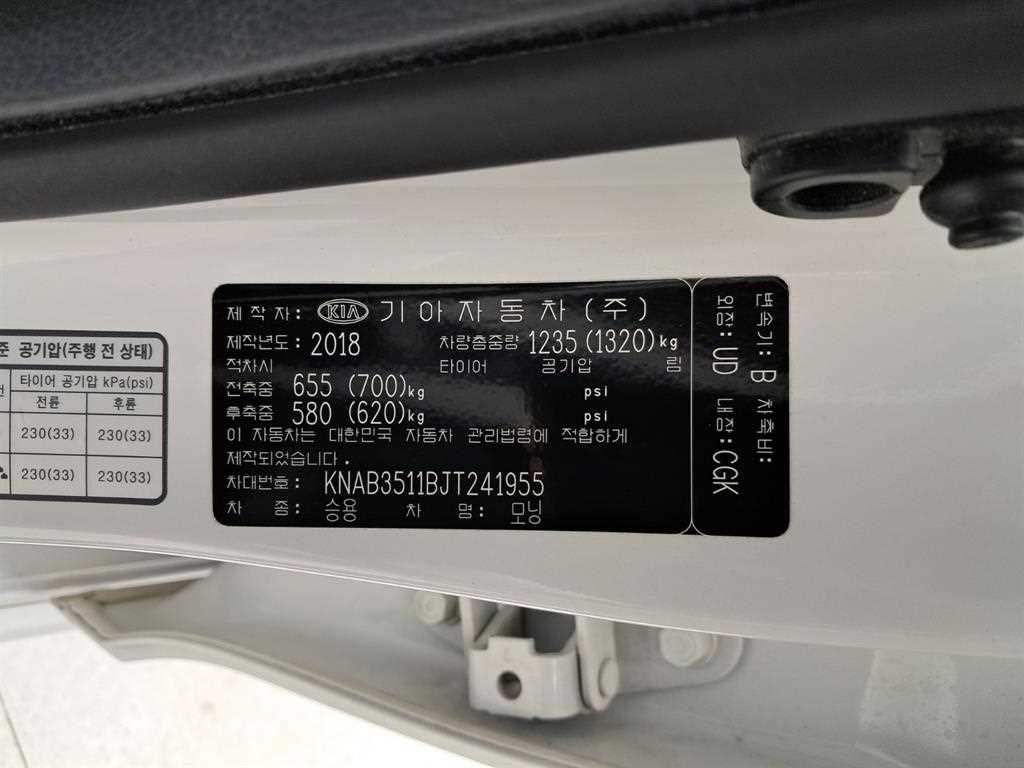 제 작 자: KIA 기아자동차(주)
제작년도: 2018 차량총중량 1235 (1320)kg
적차시 타이어 공기압 림
전축중 655 (700)kg psi
후축중 580 (620)kg psi
이 자동차는 대한민국 자동차 관리법령에 적합하게
제작되었습니다.
차대번호: KNAB3511BJT241955
차 종: 승용 차 명: 모닝
변속기: B 차축비:
외장: UD 내장: CGK
준 공기압(주행 전 상태)
타이어 공기압 kPa(psi)
전륜 후륜
230(33) 230(33)
230(33) 230(33)